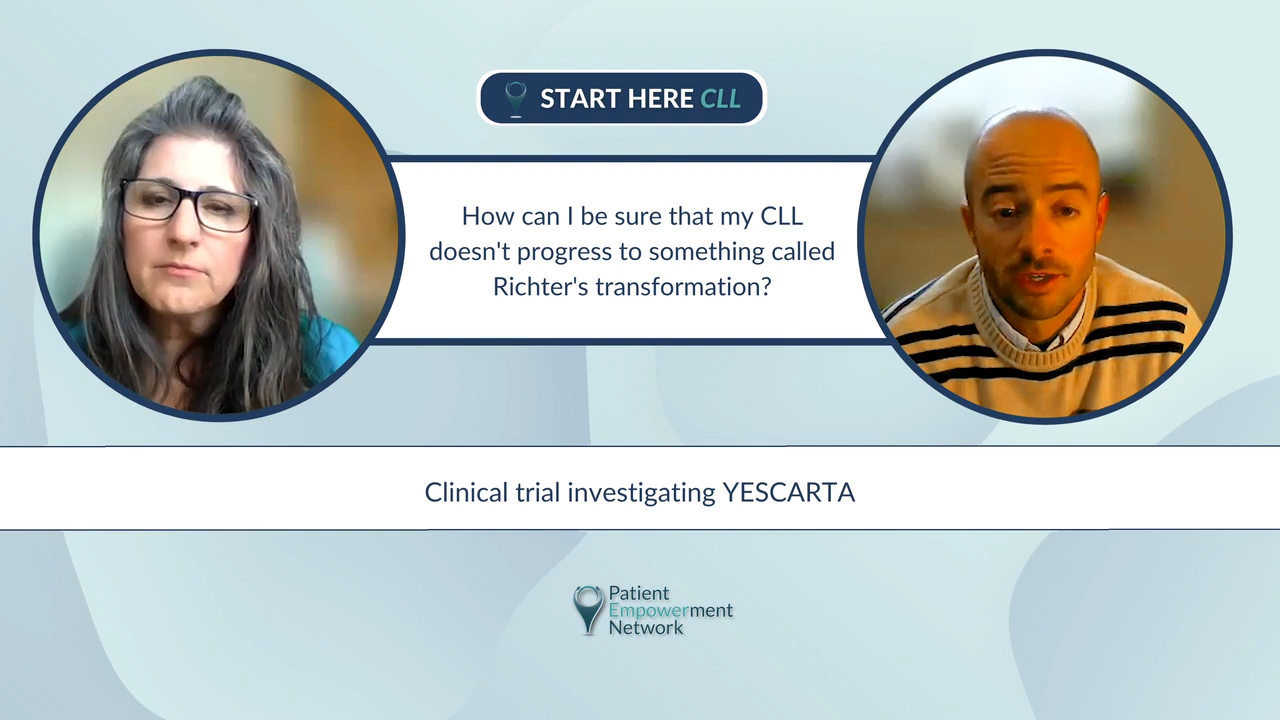 START HERE CLL
How can I be sure that my CLL
doesn't progress to something called
Richter's transformation?
Clinical trial investigating YESCARTA
Patient
Empowerment
Network